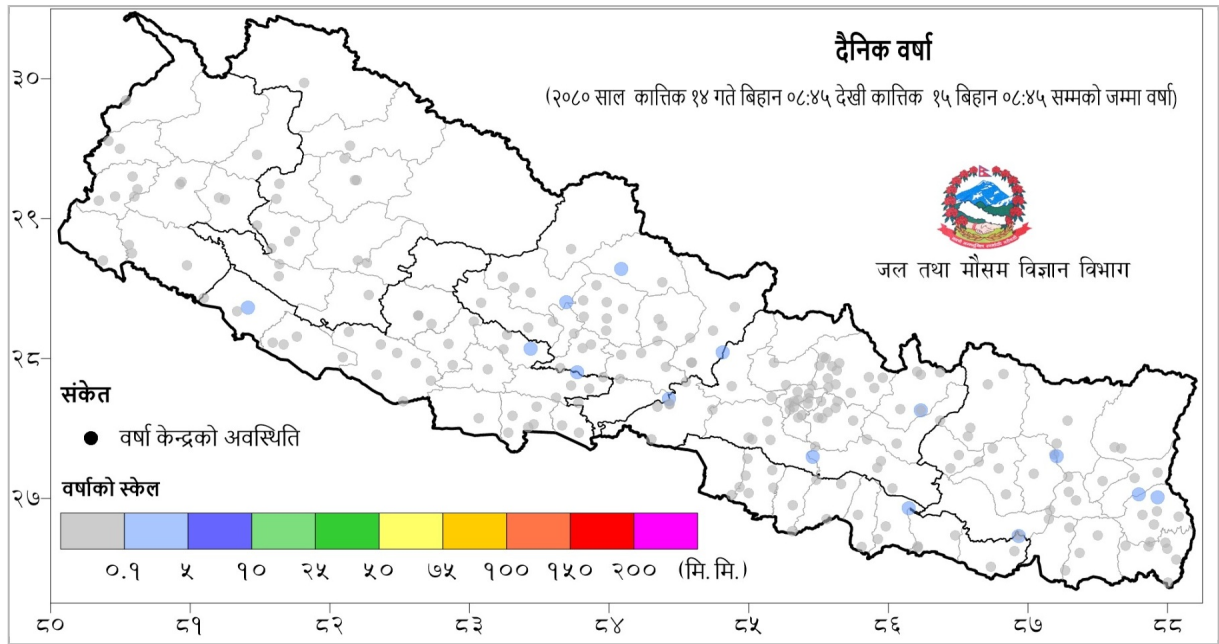 दैनिक वर्षा
(२०८० साल कात्तिक १४ गते बिहान ०८:४५ देखी कात्तिक १५ बिहान ०८:४५ सम्मको जम्मा वर्षा)
जल तथा मौसम विज्ञान विभाग
३०
२९
२८
२७
संकेत
वर्षा केन्द्रको अवस्थिति
वर्षाको स्केल
०.१ ५ १० २५ ५० ७५ १०० १५० २०० (मि.मि.)
८० ८१ ८२ ८३ ८४ ८५ ८६ ८७ ८८